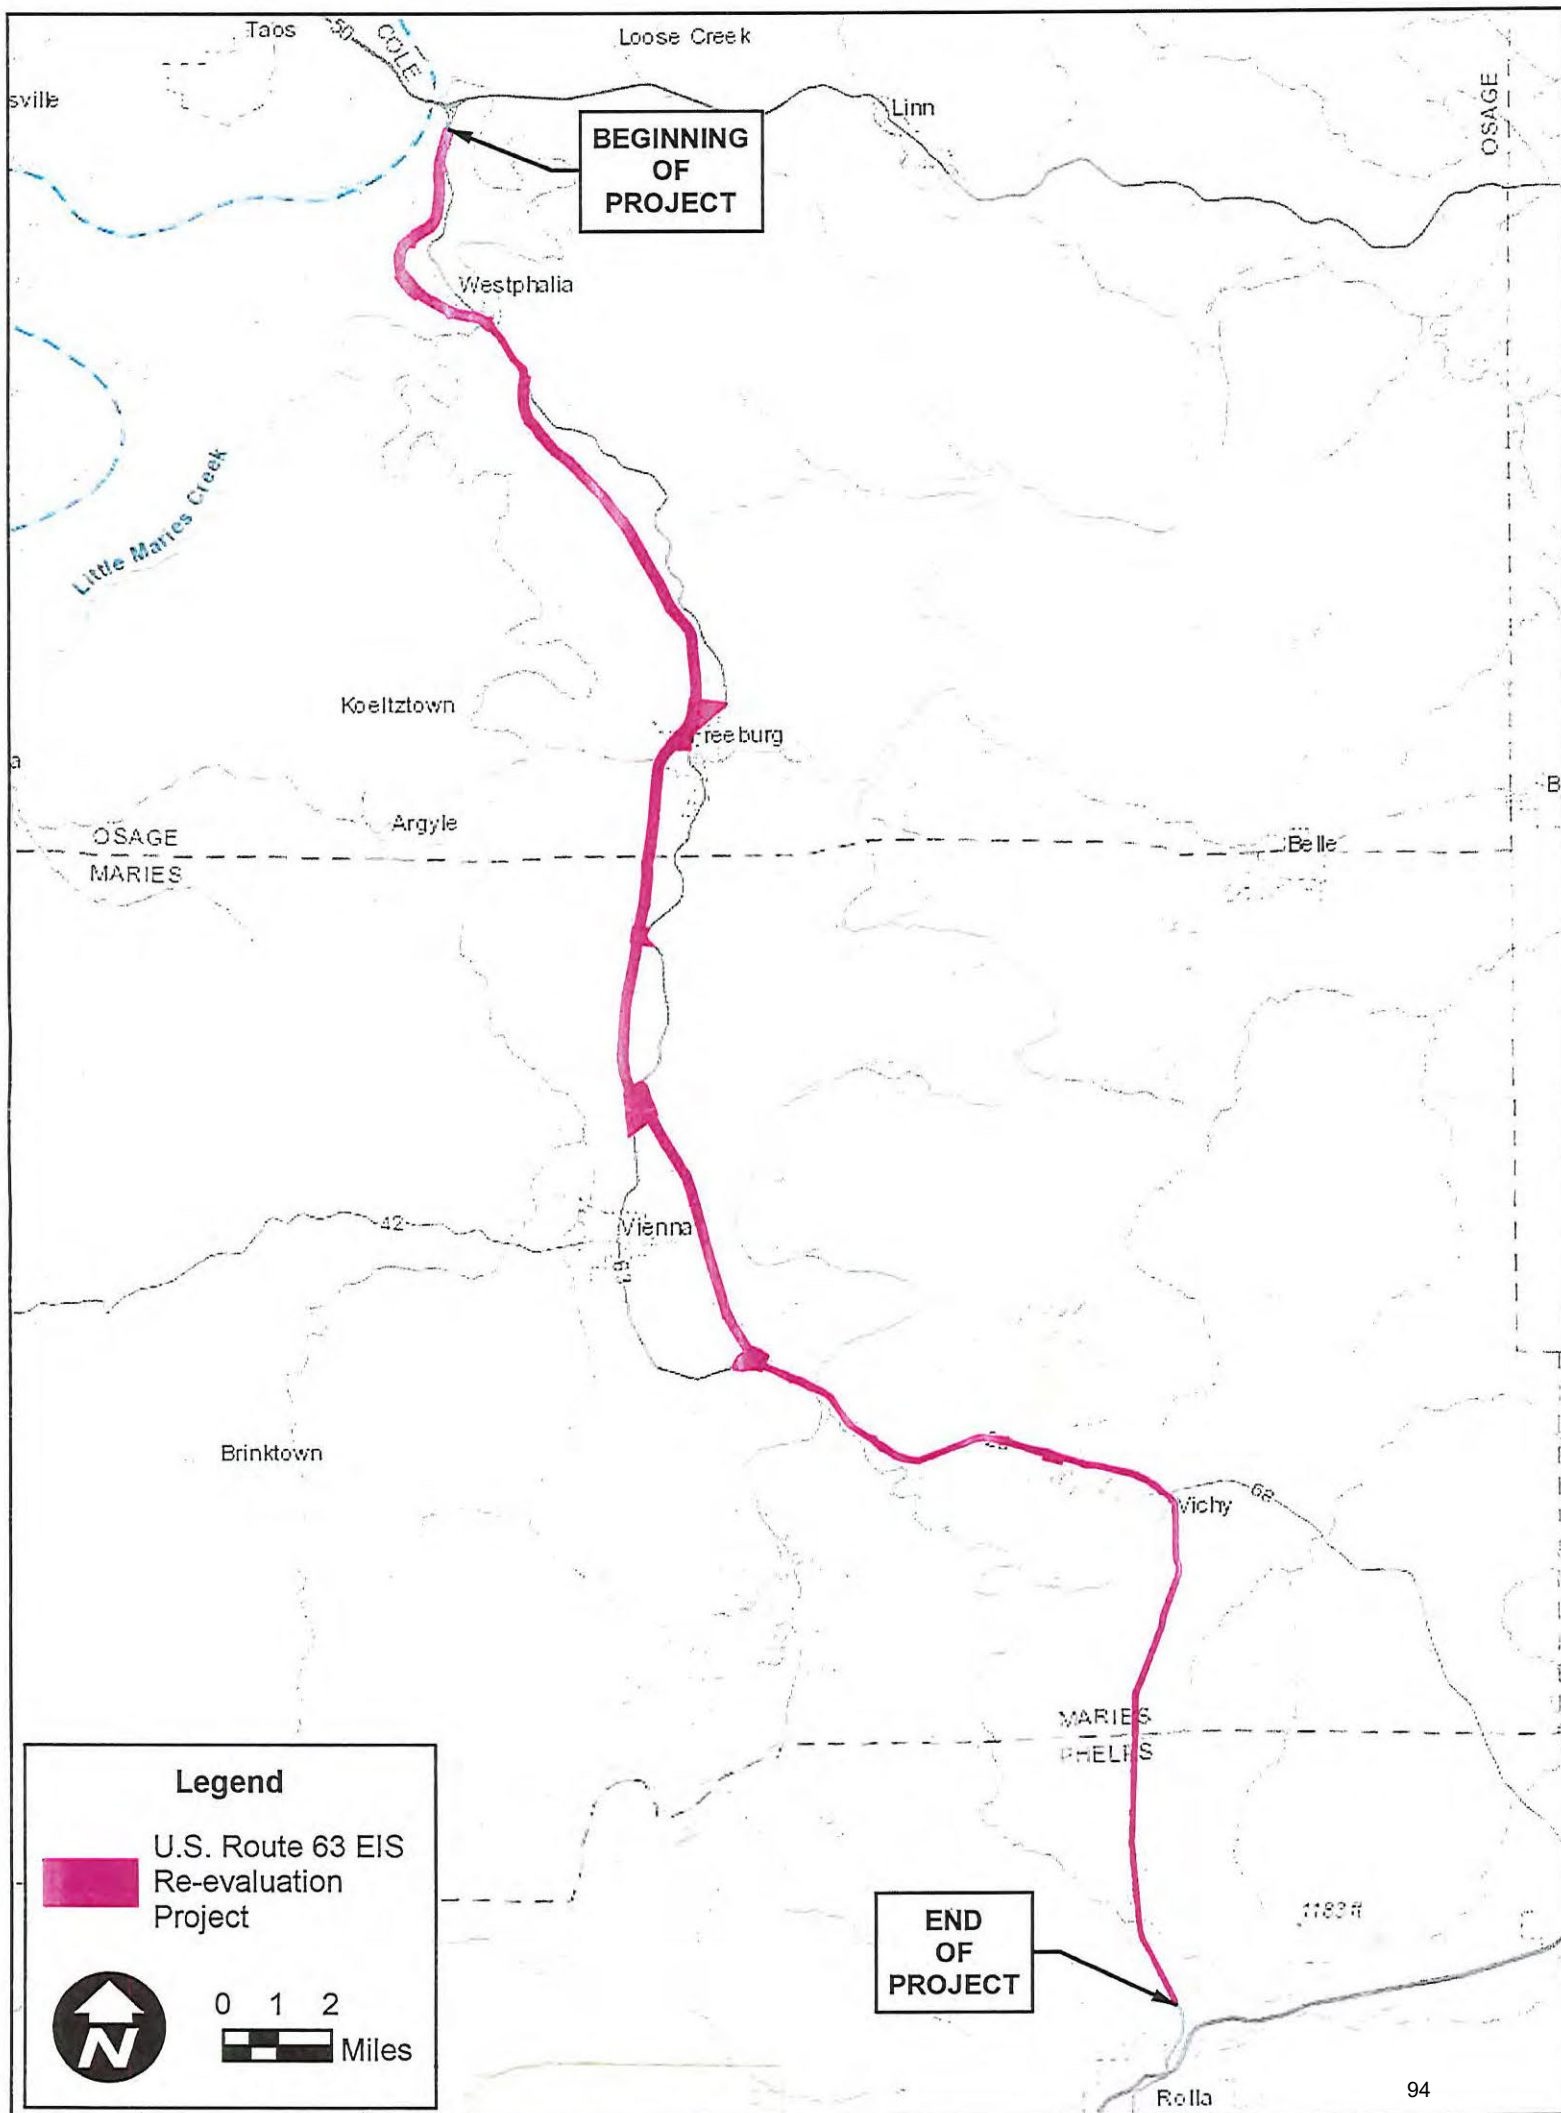 Taos
50
COLE
Loose Creek
sville
Linn
OSAGE
BEGINNING
OF
PROJECT
Westphalia
Little Maries Creek
Koeltztown
reeburg
a
B
Argyle
OSAGE
MARIES
Belle
42
Vienna
63
Brinktown
Vichy
68
MARIES
PHELPS
Legend
U.S. Route 63 EIS
Re-evaluation
Project
N
0 1 2
Miles
END
OF
PROJECT
1183 ft
Rolla
94